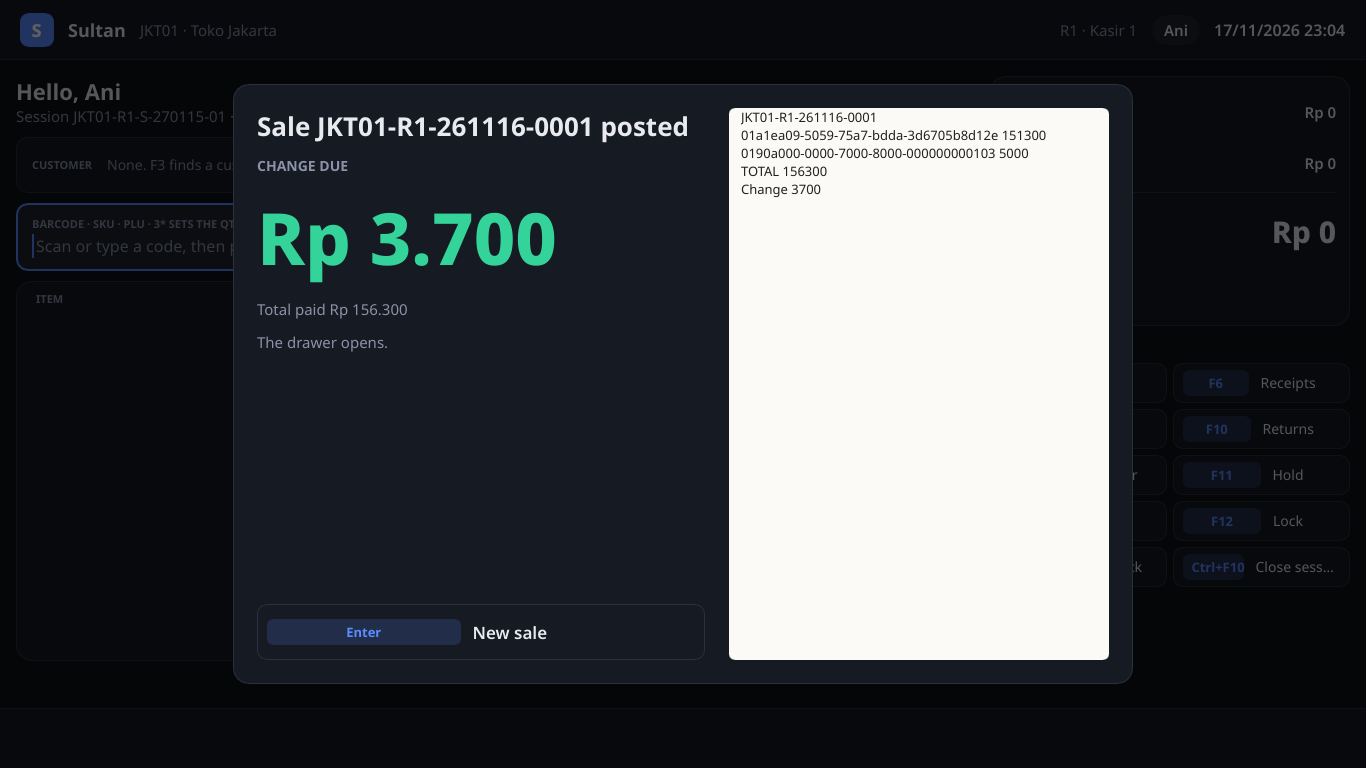 S Sultan JKT01 · Toko Jakarta R1 · Kasir 1 Ani 17/11/2026 23:04
Hello, Ani
Session JKT01-R1-S-270115-01 ·
CUSTOMER None. F3 finds a cu
BARCODE · SKU · PLU · 3* SETS THE QT
Scan or type a code, then
ITEM
Sale JKT01-R1-261116-0001 posted
CHANGE DUE
Rp 3.700
Total paid Rp 156.300
The drawer opens.
Enter New sale
JKT01-R1-261116-0001
01a1ea09-5059-75a7-bdda-3d6705b8d12e 151300
0190a000-0000-7000-8000-000000000103 5000
TOTAL 156300
Change 3700
Rp 0
Rp 0
Rp 0
F6 Receipts
F10 Returns
F11 Hold
F12 Lock
Ctrl+F10 Close sess...